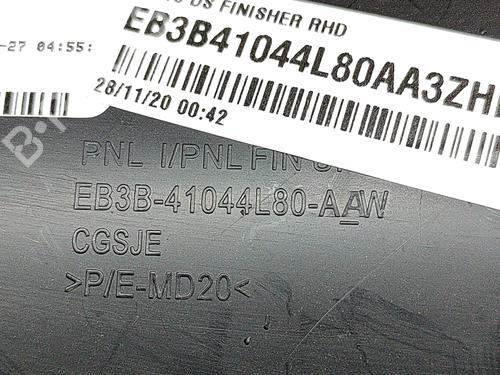 DS FINISHER RHD
EB3B41044L80AA3ZH
28/11/20 00:42
-27 04:55:
PNL I/PNL FIN
EB3B-41044L80-AAW
CGSJE
>P/E-MD20<